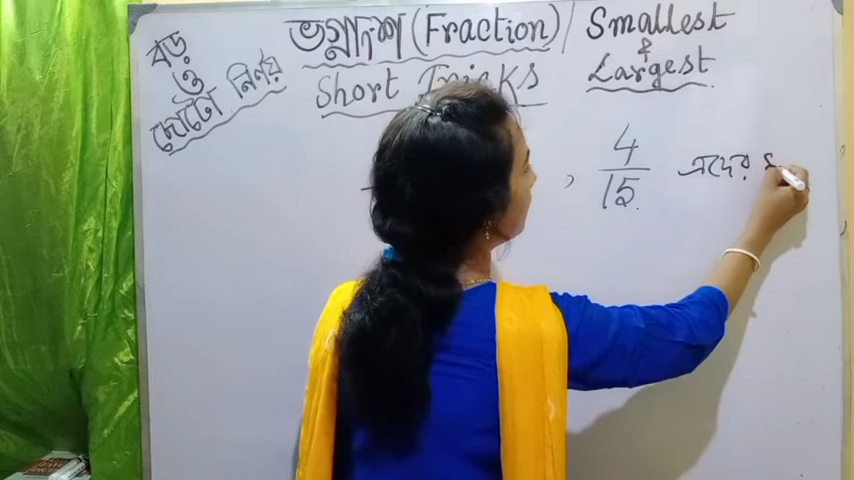 বড়
ও
ছোটো নির্ণয়
ভগ্নাংশ (Fraction) / Smallest
&
Short Tricks Largest
, 4/15 এদের